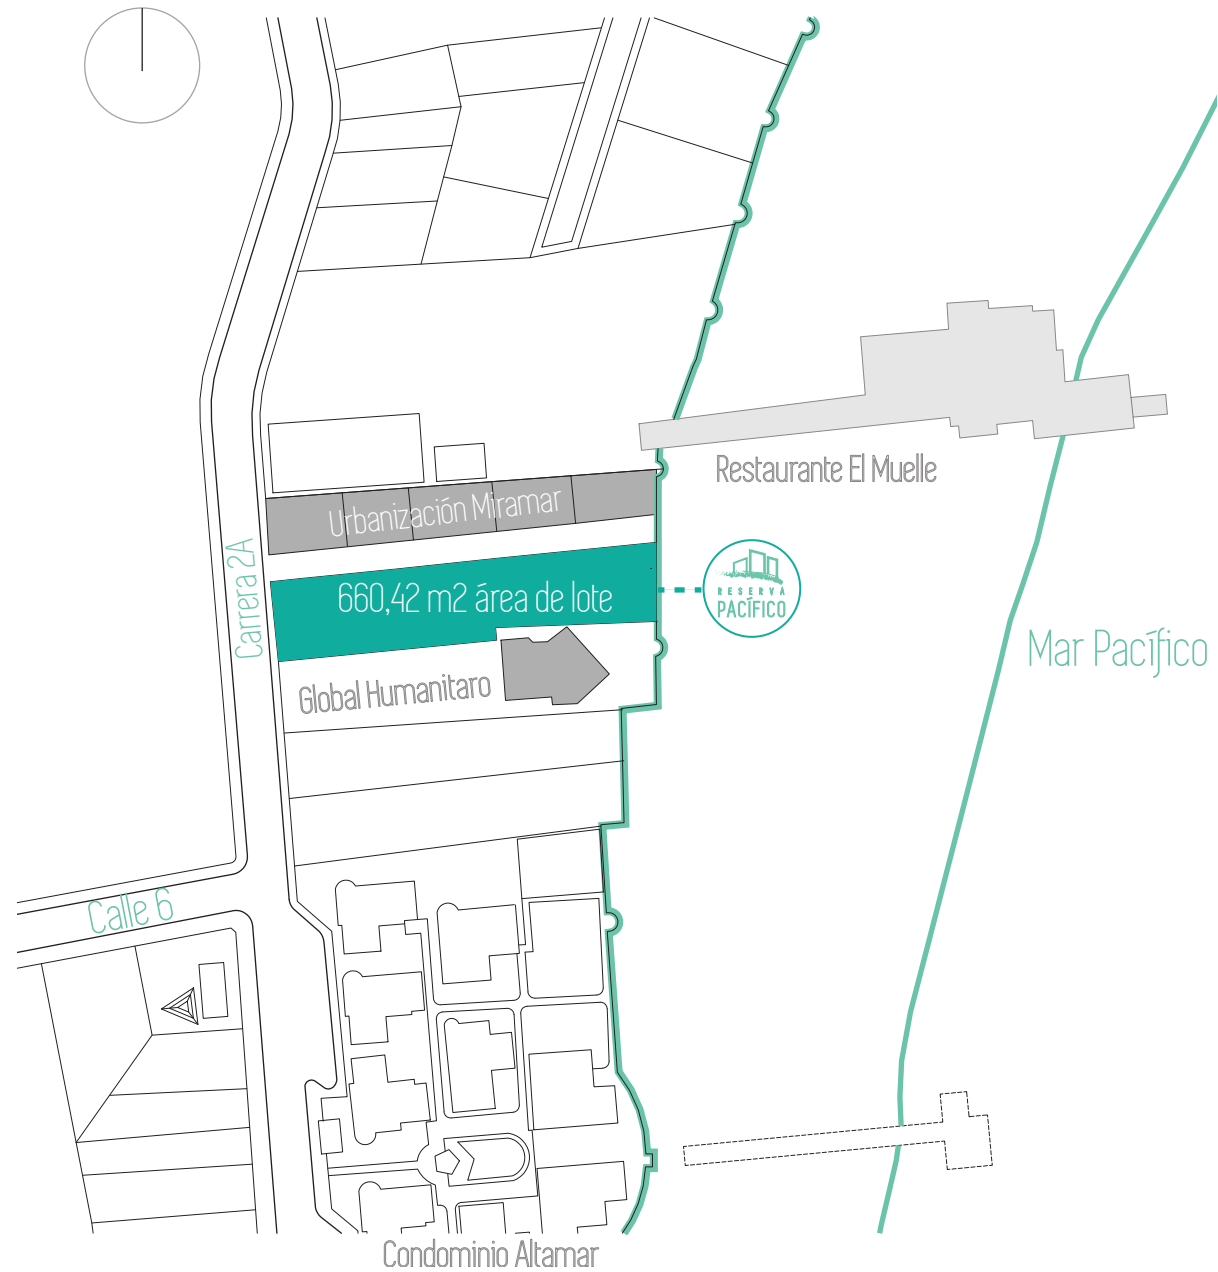 Restaurante El Muelle
Urbanización Miramar
Carrera 2A
660,42 m2 área de lote
RESERVA
PACÍFICO
Mar Pacífico
Global Humanitaro
Calle 6
Condominio Altamar